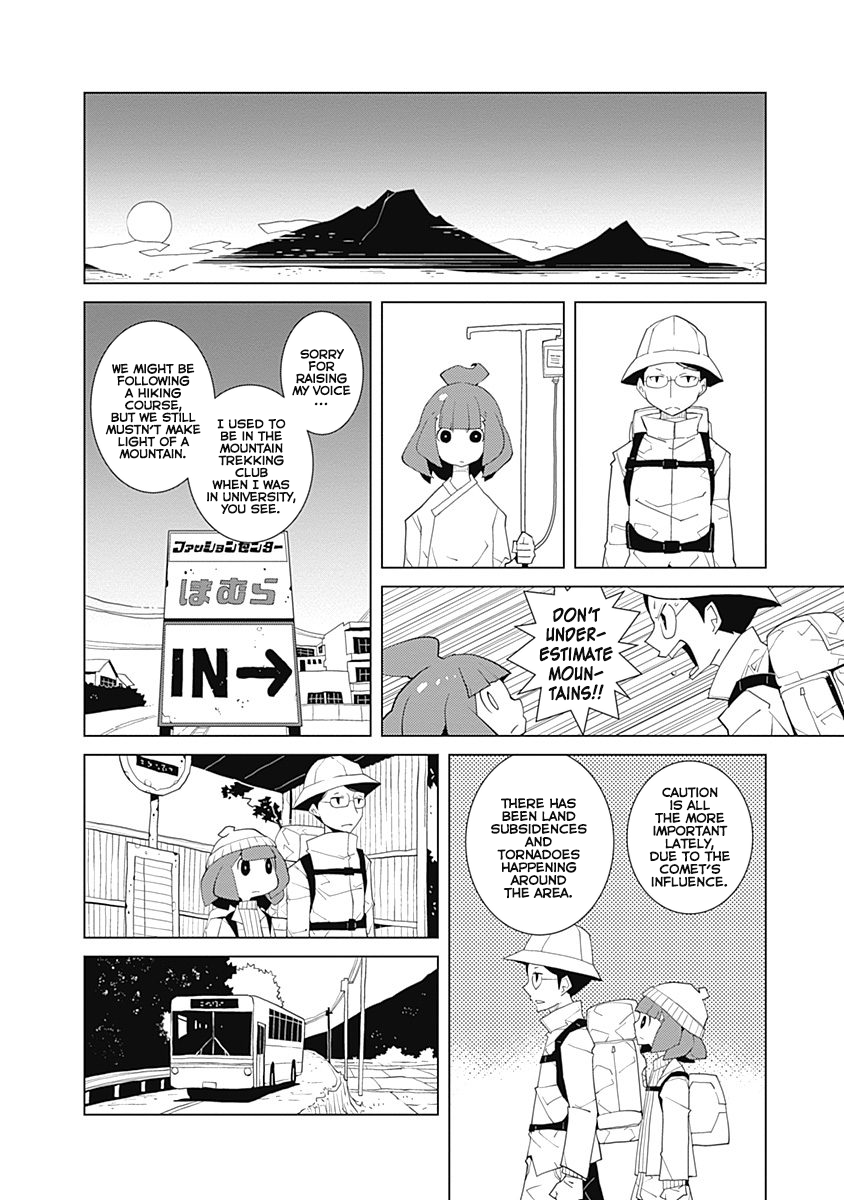 DON'T
UNDER-
ESTIMATE
MOUN-
TAINS!!
SORRY
FOR
RAISING
MY VOICE
...
I USED TO
BE IN THE
MOUNTAIN
TREKKING
CLUB
WHEN I WAS
IN UNIVERSITY,
YOU SEE.
WE MIGHT BE
FOLLOWING
A HIKING
COURSE,
BUT WE STILL
MUSTN'T MAKE
LIGHT OF A
MOUNTAIN.
ファッションセンター
はむら
IN→
CAUTION
IS ALL
THE MORE
IMPORTANT
LATELY,
DUE TO THE
COMET'S
INFLUENCE.
THERE HAS
BEEN LAND
SUBSIDENCES
AND
TORNADOES
HAPPENING
AROUND
THE AREA.